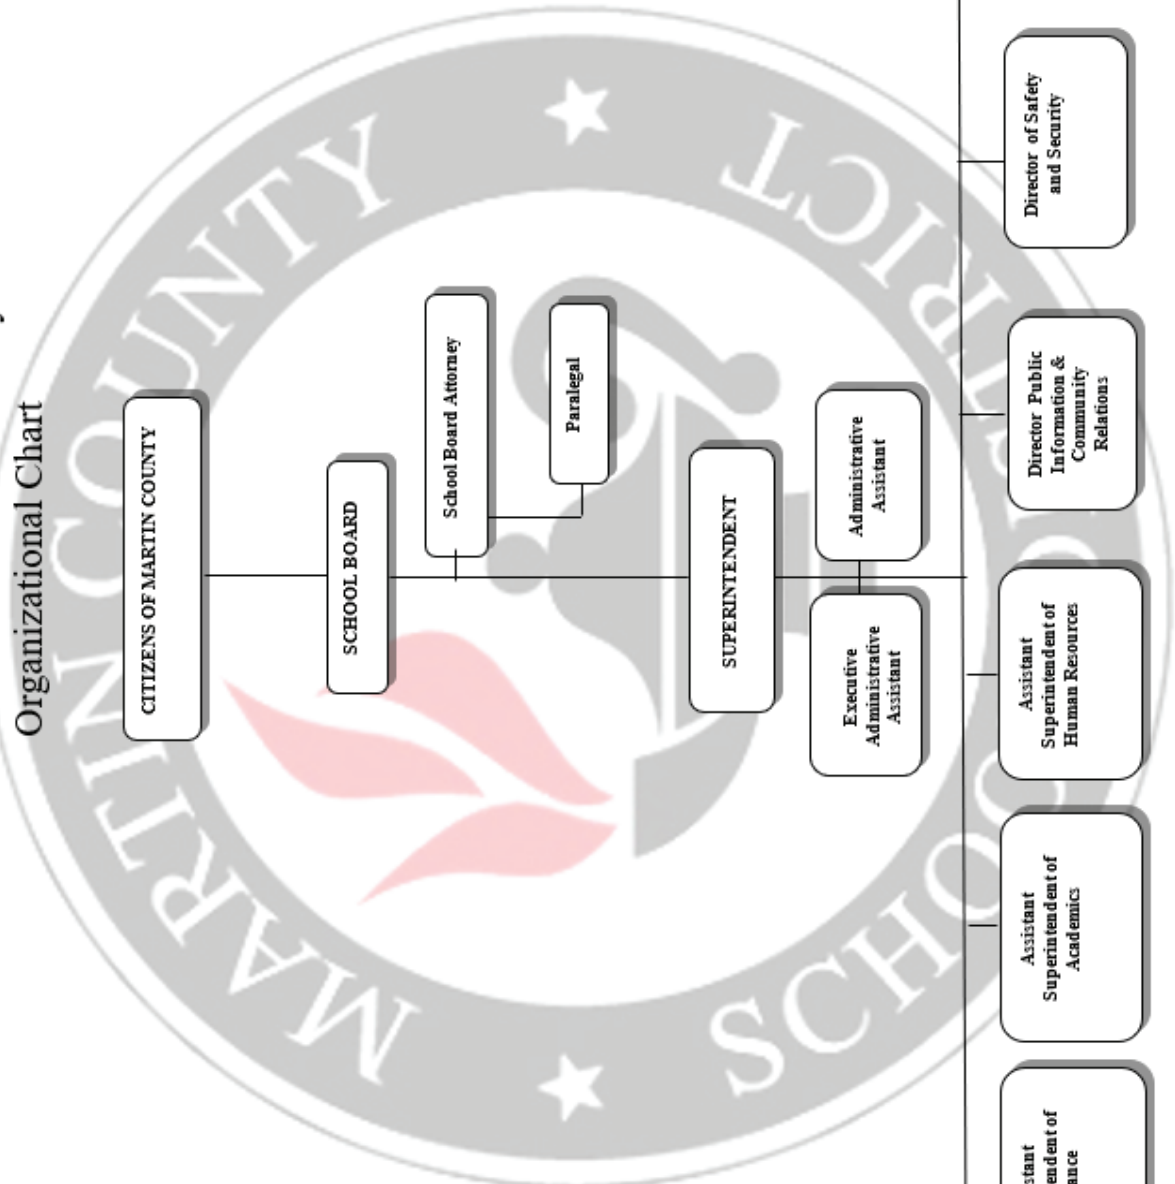 Organizational Chart
CITIZENS OF MARTIN COUNTY
SCHOOL BOARD
School Board Attorney
Paralegal
SUPERINTENDENT
Executive
Administrative
Assistant
Administrative
Assistant
Assistant
Superintendent of
Academics
Assistant
Superintendent of
Human Resources
Director Public
Information &
Community
Relations
Director of Safety
and Security
MARTIN COUNTY
SCHOOL DISTRICT